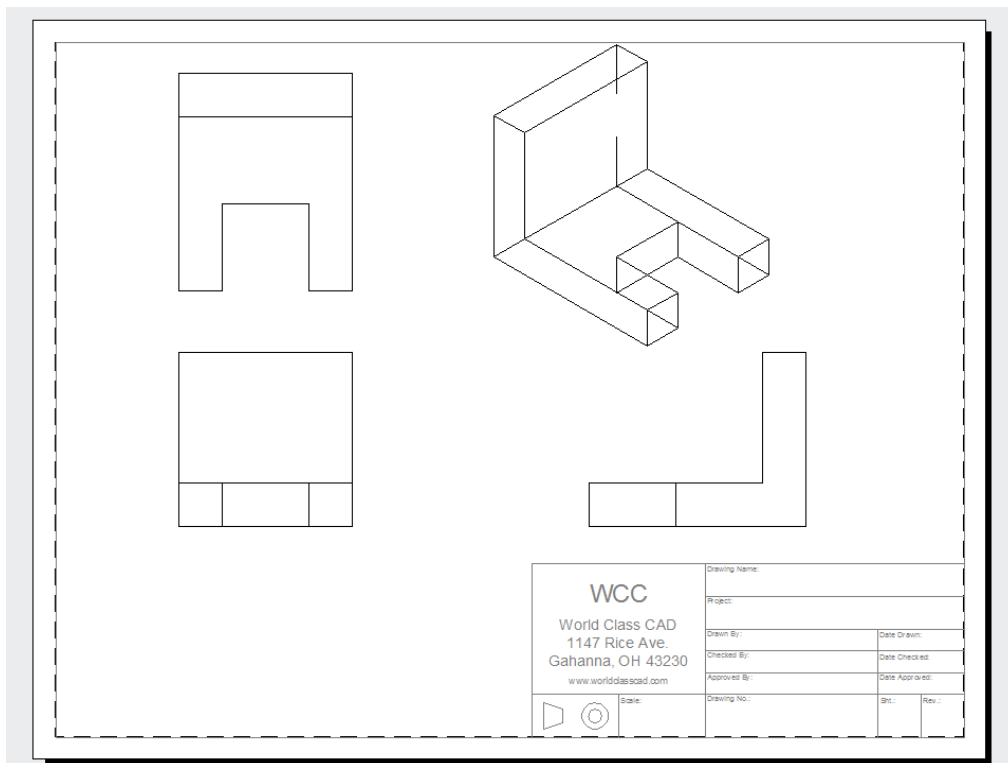 WCC
World Class CAD
1147 Rice Ave.
Gahanna, OH 43230
www.worldclasscad.com
Scale:
Drawing Name:
Project:
Drawn By:
Date Drawn:
Checked By:
Date Checked:
Approved By:
Date Approved:
Drawing No.:
Sht.:
Rev.: